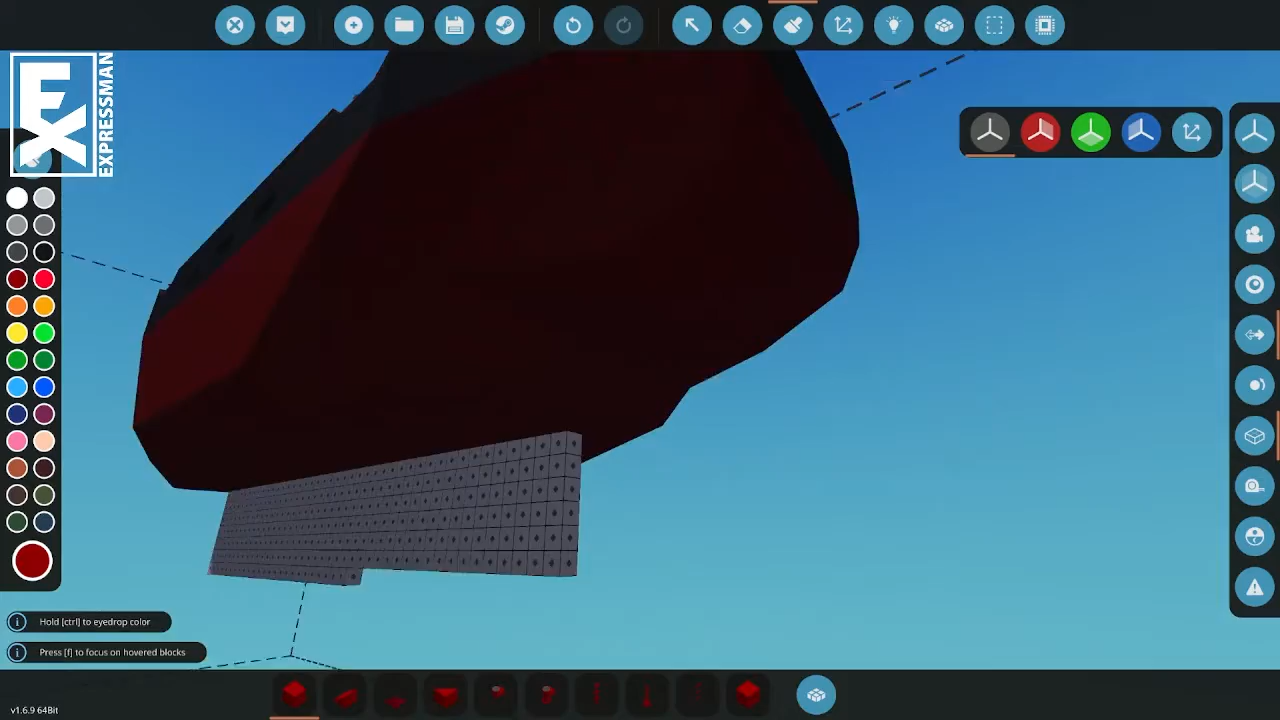 EX
EXPRESSMAN
Hold [ctrl] to eyedrop color
Press [f] to focus on hovered blocks
v1.6.9 64Bit